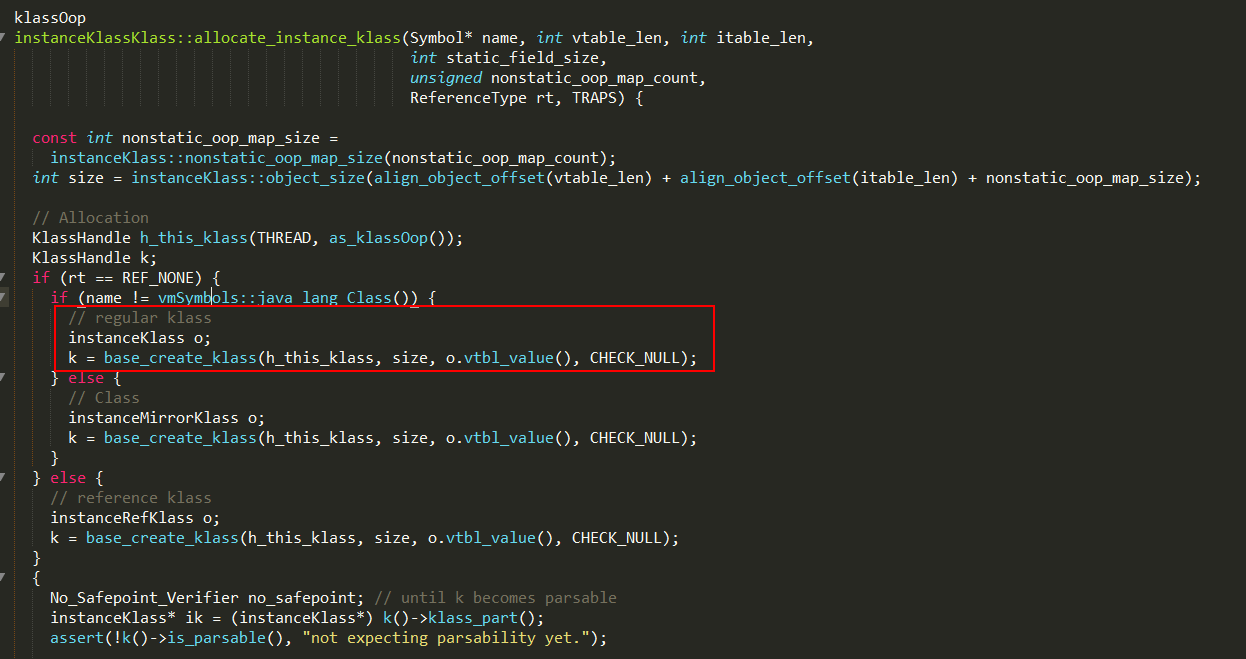 klassOop
instanceKlassKlass::allocate_instance_klass(Symbol* name, int vtable_len, int itable_len,
int static_field_size,
unsigned nonstatic_oop_map_count,
ReferenceType rt, TRAPS) {
const int nonstatic_oop_map_size =
instanceKlass::nonstatic_oop_map_size(nonstatic_oop_map_count);
int size = instanceKlass::object_size(align_object_offset(vtable_len) + align_object_offset(itable_len) + nonstatic_oop_map_size);
// Allocation
KlassHandle h_this_klass(THREAD, as_klassOop());
KlassHandle k;
if (rt == REF_NONE) {
if (name != vmSymbols::java_lang_Class()) {
// regular klass
instanceKlass o;
k = base_create_klass(h_this_klass, size, o.vtbl_value(), CHECK_NULL);
} else {
// Class
instanceMirrorKlass o;
k = base_create_klass(h_this_klass, size, o.vtbl_value(), CHECK_NULL);
}
} else {
// reference klass
instanceRefKlass o;
k = base_create_klass(h_this_klass, size, o.vtbl_value(), CHECK_NULL);
}
{
No_Safepoint_Verifier no_safepoint; // until k becomes parsable
instanceKlass* ik = (instanceKlass*) k()->klass_part();
assert(!k()->is_parsable(), "not expecting parsability yet.");